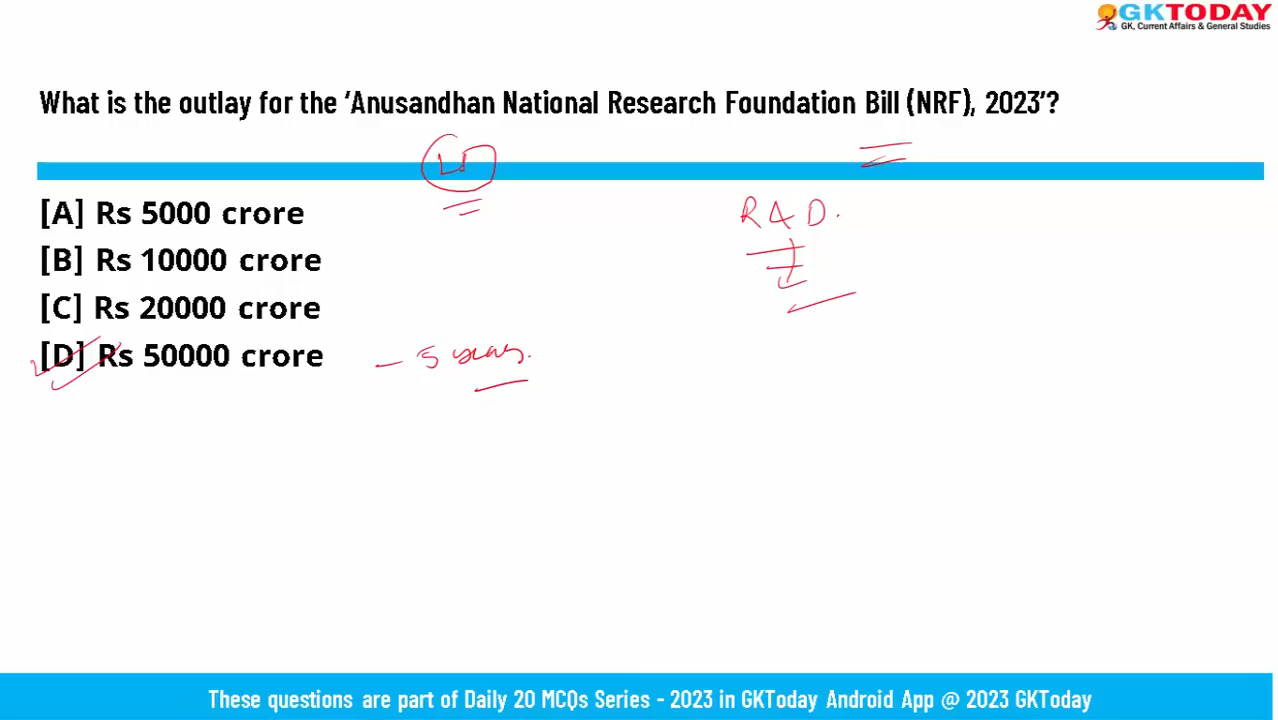 GKTODAY
GK, Current Affairs & General Studies
What is the outlay for the ‘Anusandhan National Research Foundation Bill (NRF), 2023’?
[A] Rs 5000 crore
R & D.
[B] Rs 10000 crore
[C] Rs 20000 crore
[D] Rs 50000 crore
– 5 years.
These questions are part of Daily 20 MCQs Series - 2023 in GKToday Android App @ 2023 GKToday